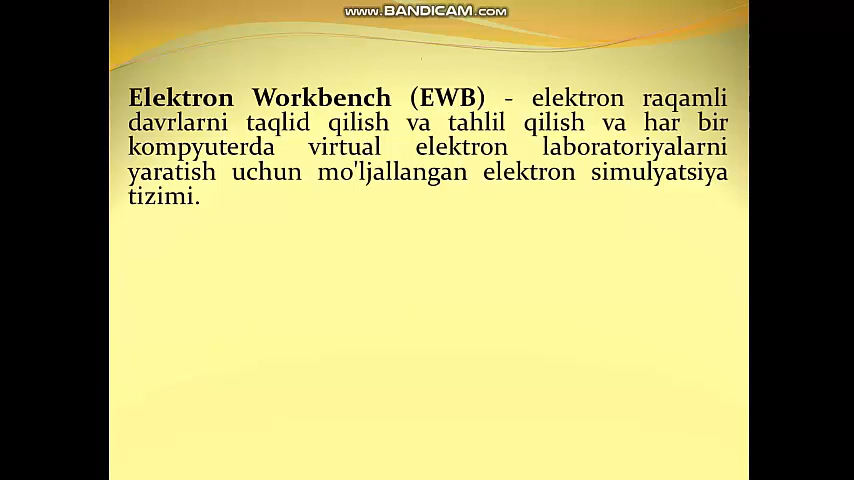 www.BANDICAM.com
Elektron Workbench (EWB) - elektron raqamli
davrlarni taqlid qilish va tahlil qilish va har bir
kompyuterda virtual elektron laboratoriyalarni
yaratish uchun mo'ljallangan elektron simulyatsiya
tizimi.